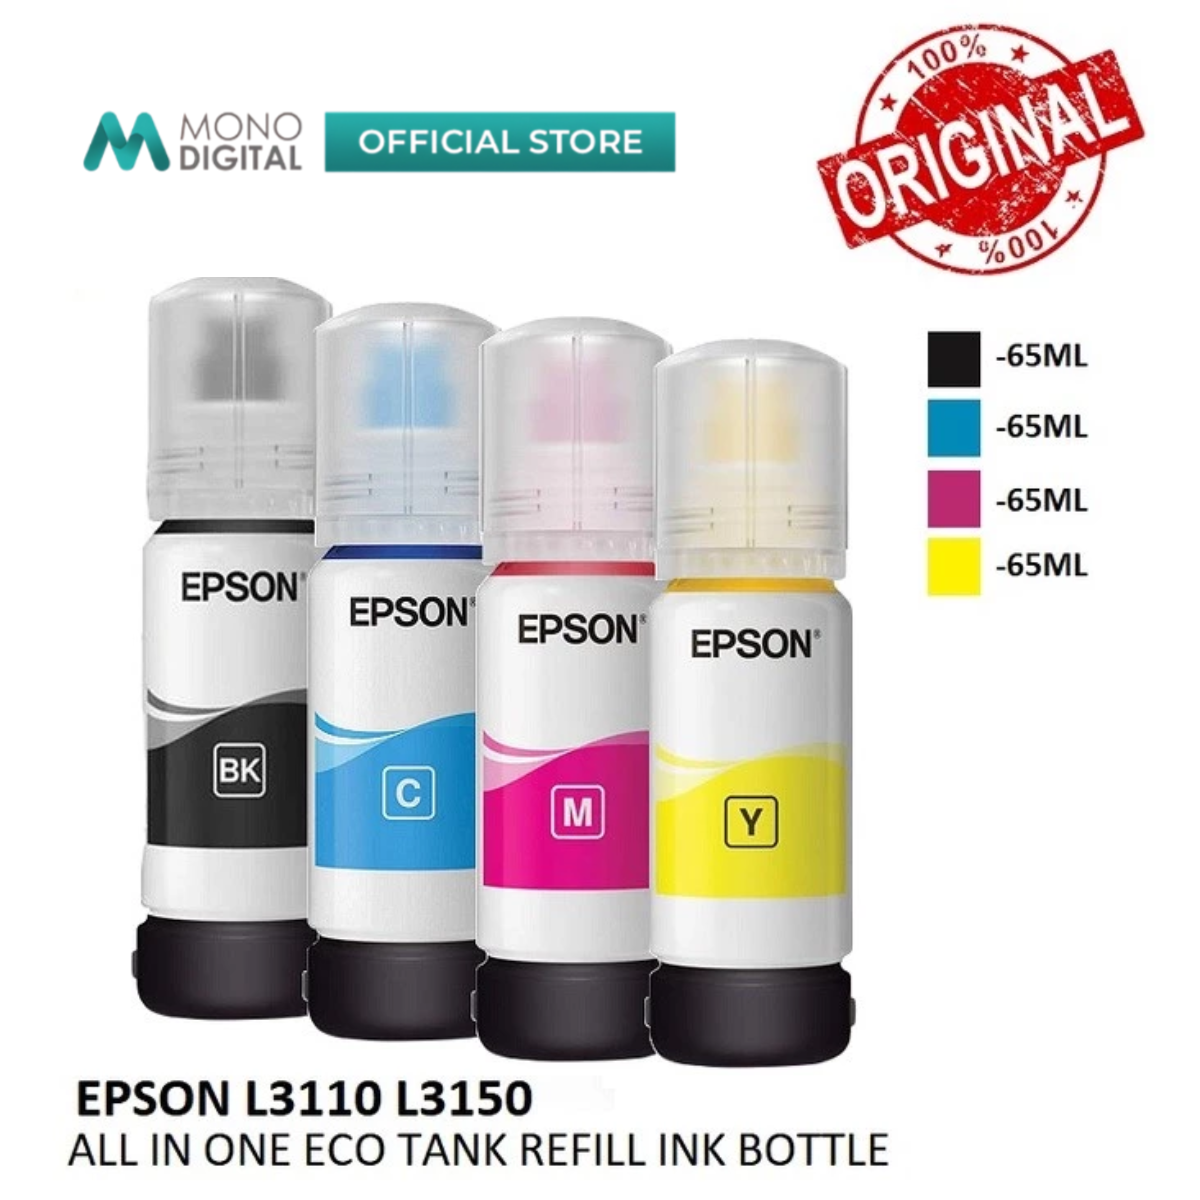 MONO
DIGITAL
OFFICIAL STORE
100%
ORIGINAL
100%
-65ML
-65ML
-65ML
-65ML
EPSON®
EPSON®
EPSON®
EPSON®
BK
C
M
Y
EPSON L3110 L3150
ALL IN ONE ECO TANK REFILL INK BOTTLE